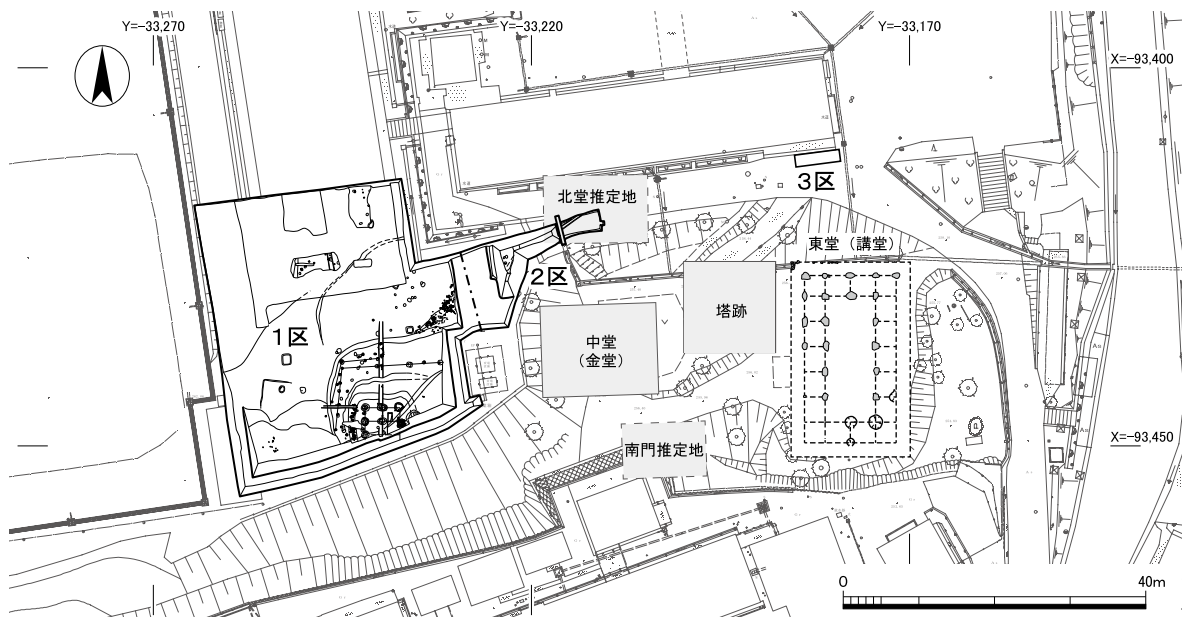 Y=-33,270
Y=-33,220
Y=-33,170
X=-93,400
3区
北堂推定地
東堂（講堂）
2区
塔跡
1区
中堂
（金堂）
X=-93,450
南門推定地
0
40m